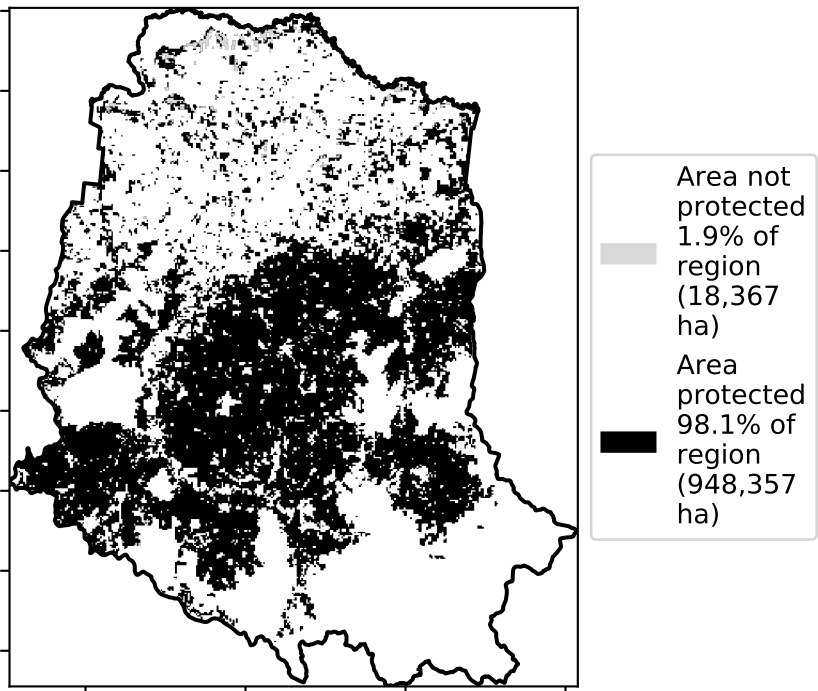 Area not
protected
1.9% of
region
(18,367
ha)
Area
protected
98.1% of
region
(948,357
ha)